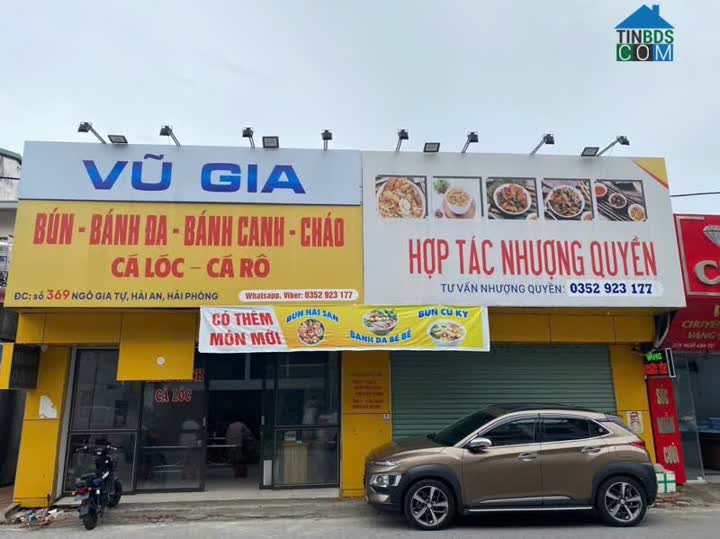 TINBDS
COM
VŨ GIA
BÚN - BÁNH ĐA - BÁNH CANH - CHÁO
CÁ LÓC - CÁ RÔ
ĐC: số 369 NGÔ GIA TỰ, HẢI AN, HẢI PHÒNG
Whatsapp. Viber: 0352 923 177
HỢP TÁC NHƯỢNG QUYỀN
TƯ VẤN NHƯỢNG QUYỀN: 0352 923 177
CÓ THÊM
MÓN MỚI
BÚN HẢI SẢN
BÁNH ĐA BỀ BỀ
BÚN CU KỲ
CÁ LÓC
VÀNG